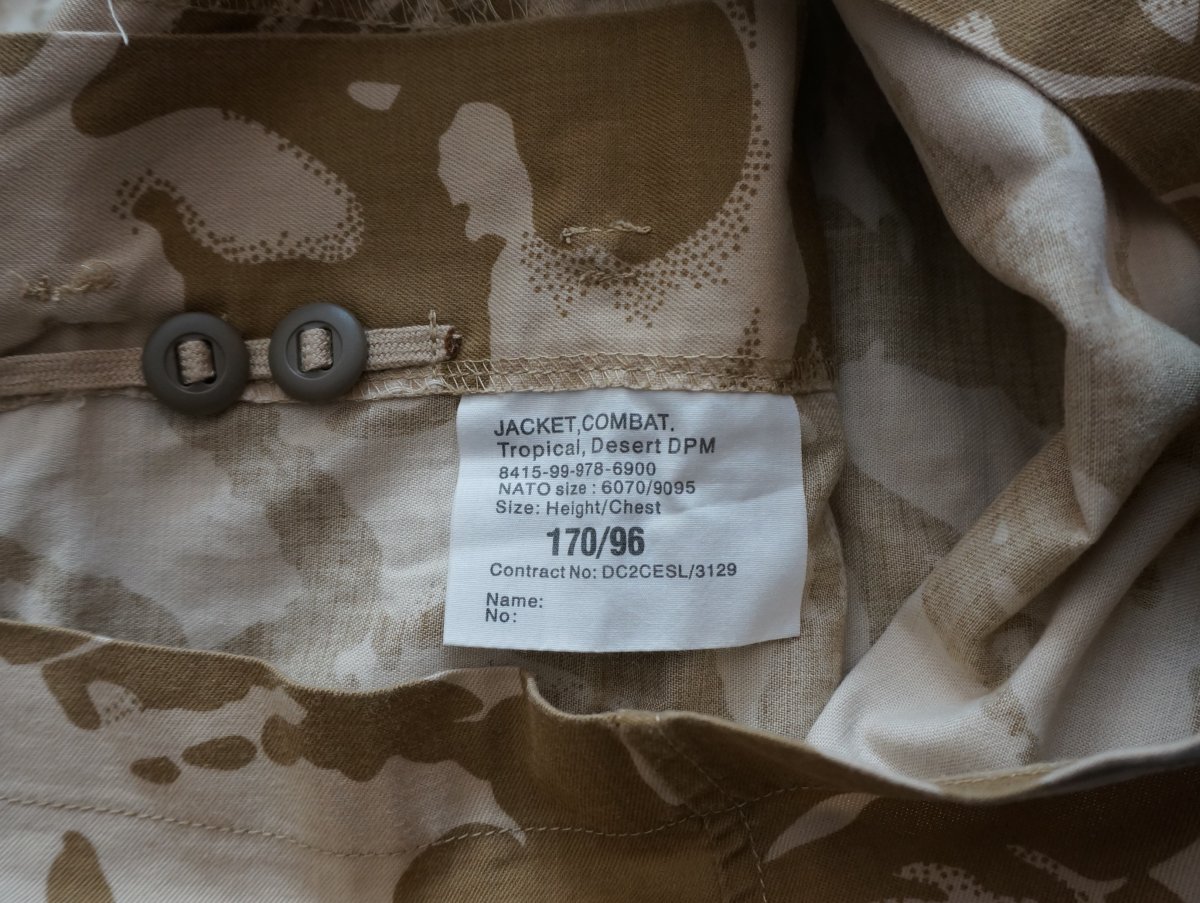 JACKET,COMBAT.
Tropical, Desert DPM
8415-99-978-6900
NATO size : 6070/9095
Size: Height/Chest
170/96
Contract No: DC2CESL/3129
Name:
No: